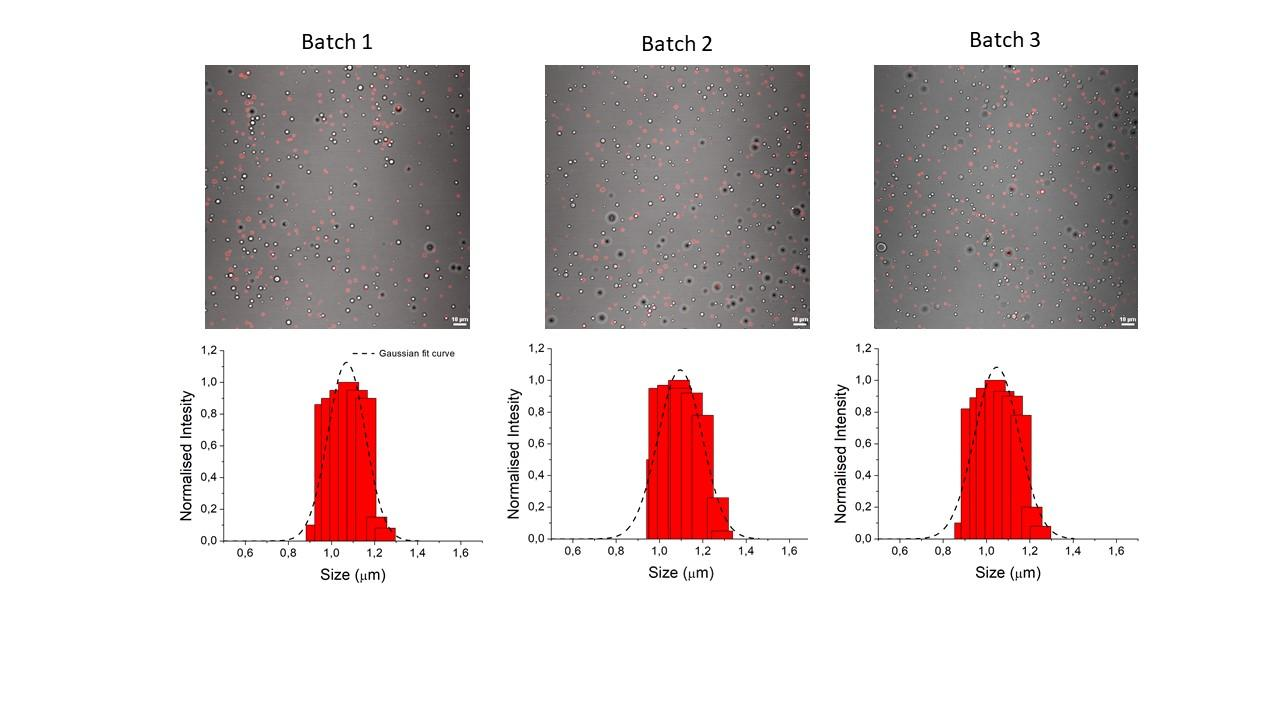 Batch 1
Batch 2
Batch 3
10 µm
10 µm
10 µm
Normalised Intesity
1,2
1,0
0,8
0,6
0,4
0,2
0,0
0,6 0,8 1,0 1,2 1,4 1,6
Size (µm)
Gaussian fit curve
Normalised Intesity
1,2
1,0
0,8
0,6
0,4
0,2
0,0
0,6 0,8 1,0 1,2 1,4 1,6
Size (µm)
Normalised Intensity
1,2
1,0
0,8
0,6
0,4
0,2
0,0
0,6 0,8 1,0 1,2 1,4 1,6
Size (µm)